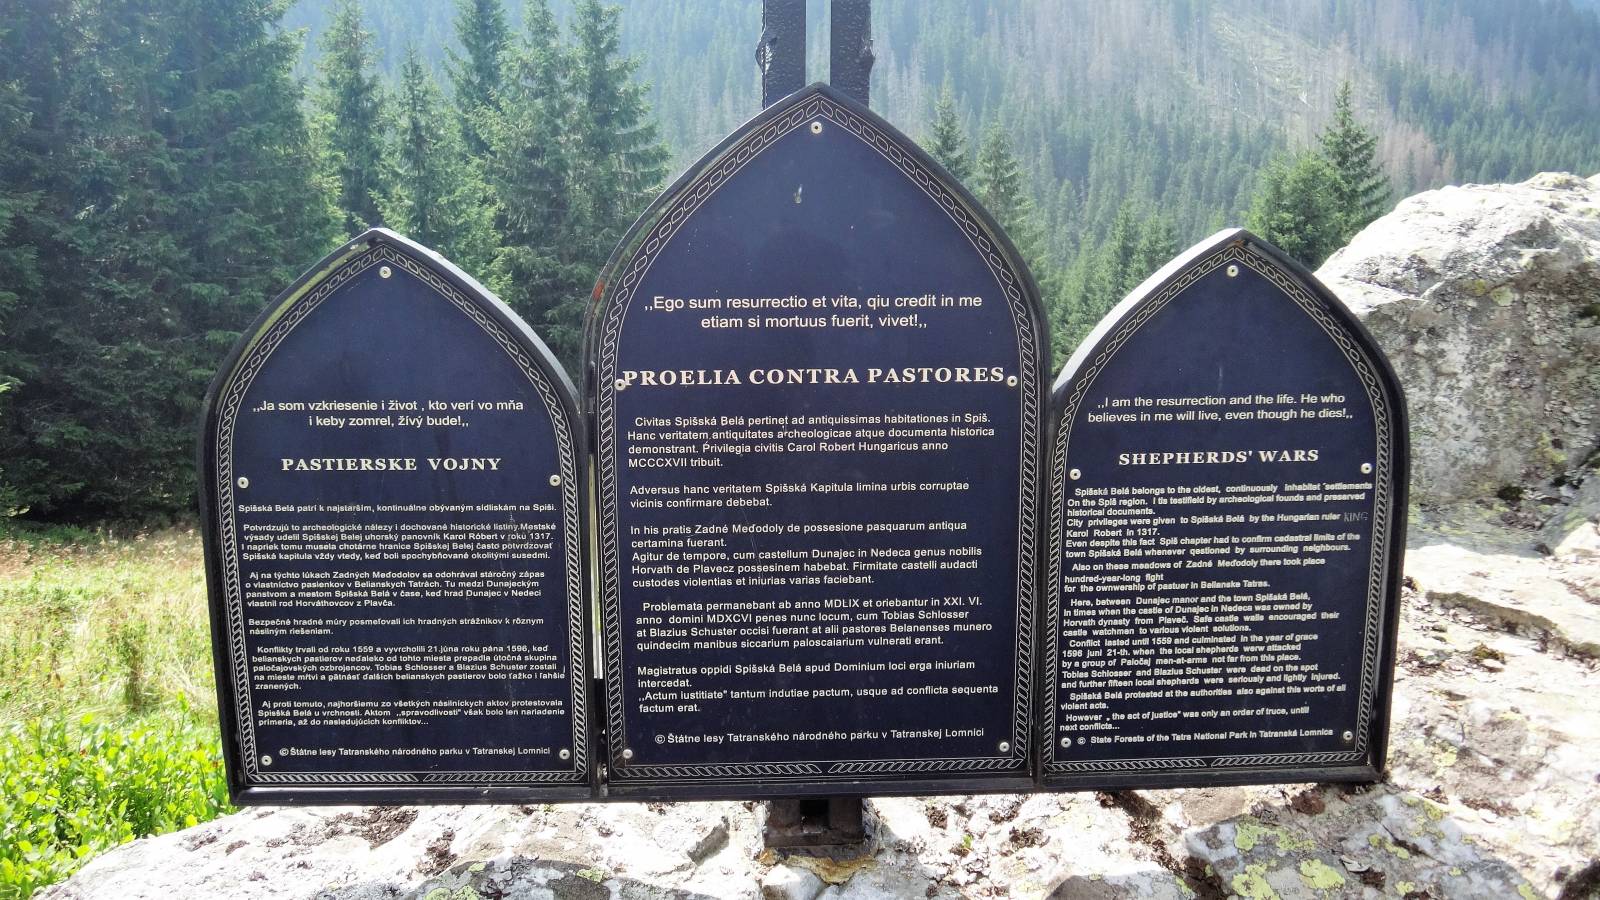 ,,Ja som vzkriesenie i život , kto verí vo mňa
i keby zomrel, žívý bude!,,
PASTIERSKE VOJNY
Spišská Belá patrí k najstarším, kontinuálne obývaným sídliskám na Spiši.
Potvrdzujú to archeologické nálezy i dochované historické listiny.Mestské
výsady udelil Spišskej Belej uhorský panovník Karol Róbert v roku 1317.
I napriek tomu musela chotárne hranice Spišskej Belej často potvrdzovať
Spišská kapitula vždy vtedy, keď boli spochybňované okolitými susedmi.
Aj na týchto lúkach Zadných Meďodolov sa odohrával stáročný zápas
o vlastníctvo pasienkov v Belianskych Tatrách. Tu medzi Dunajeckým
panstvom a mestom Spišská Belá v čase, keď hrad Dunajec v Nedeci
vlastnil rod Horváthovcov z Plavča.
Bezpečné hradné múry posmeľovali ich hradných strážnikov k rôznym
násilným riešeniam.
Konflikty trvali od roku 1559 a vyvrcholili 21.júna roku pána 1596, keď
belianskych pastierov neďaleko od tohto miesta prepadla útočná skupina
paločajovských ozbrojencov. Tobias Schlosser a Blazius Schuster zostali
na mieste mŕtvi a pätnásť ďalších belianskych pastierov bolo ťažko i ľahšie
zranených.
Aj proti tomuto, najhoršiemu zo všetkých násilníckych aktov protestovala
Spišská Belá u vrchnosti. Aktom ,,spravodlivosti" však bolo len nariadenie
primeria, až do nasledujúcich konfliktov...
© Štátne lesy Tatranského národného parku v Tatranskej Lomnici
,,Ego sum resurrectio et vita, qiu credit in me
etiam si mortuus fuerit, vivet!,,
PROELIA CONTRA PASTORES
Civitas Spišská Belá pertinet ad antiquissimas habitationes in Spiš.
Hanc veritatem antiquitates archeologicae atque documenta historica
demonstrant. Privilegia civitis Carol Robert Hungaricus anno
MCCCXVII tribuit.
Adversus hanc veritatem Spišská Kapitula limina urbis corruptae
vicinis confirmare debebat.
In his pratis Zadné Meďodoly de possesione pasquarum antiqua
certamina fuerant.
Agitur de tempore, cum castellum Dunajec in Nedeca genus nobilis
Horvath de Plavecz possesinem habebat. Firmitate castelli audacti
custodes violentias et iniurias varias faciebant.
Problemata permanebant ab anno MDLIX et oriebantur in XXI. VI.
anno domini MDXCVI penes nunc locum, cum Tobias Schlosser
at Blazius Schuster occisi fuerant at alii pastores Belanenses munero
quindecim manibus siccarium paloscaiarium vulnerati erant.
Magistratus oppidi Spišská Belá apud Dominium loci erga iniurium
intercedat.
,,Actum iustitiate" tantum indutiae pactum, usque ad conflicta sequenta
factum erat.
© Štátne lesy Tatranského národného parku v Tatranskej Lomnici
,,I am the resurrection and the life. He who
believes in me will live, even though he dies!,,
SHEPHERDS' WARS
Spišská Belá belongs to the oldest, continuously inhabitet settlements
On the Spiš region. I tis testifield by archeological founds and preserved
historical documents.
City privileges were given to Spišská Belá by the Hungarian ruler KING
Karol Robert in 1317.
Even despite this fact Spiš chapter had to confirm cadastral limits of the
town Spišská Belá whenever qestioned by surrounding neighbours.
Also on these meadows of Zadné Meďodoly there took place
hundred-year-long fight
for the ownwership of pastuer in Belianske Tatras.
Here, between Dunajec manor and the town Spišská Belá,
in times when the castle of Dunajec in Nedeca was owned by
Horvath dynasty from Plaveč. Safe castle walls encouraged their
castle watchmen to various violent solutions.
Conflict lasted until 1559 and culminated in the year of grace
1596 juni 21-th. when the local shepherds werw attacked
by a group of Paločaj men-at-arms not far from this place.
Tobias Schlosser and Blazius Schuster were dead on the spot
and further fifteen local shepherds were seriously and lightly injured.
Spišská Belá protested at the authorities also against this worts of all
violent acts.
However „ the act of justice" was only an order of truce, untill
next conflicts...
© State Forests of the Tatra National Park in Tatranská Lomnica